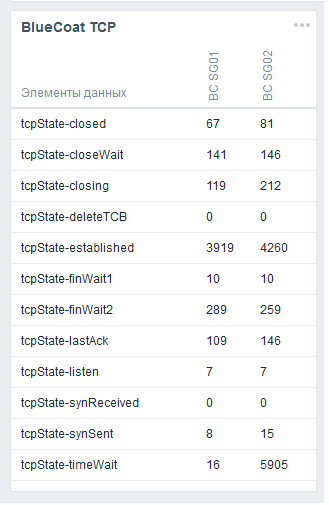 BlueCoat TCP
Элементы данных BC SG01 BC SG02
tcpState-closed 67 81
tcpState-closeWait 141 146
tcpState-closing 119 212
tcpState-deleteTCB 0 0
tcpState-established 3919 4260
tcpState-finWait1 10 10
tcpState-finWait2 289 259
tcpState-lastAck 109 146
tcpState-listen 7 7
tcpState-synReceived 0 0
tcpState-synSent 8 15
tcpState-timeWait 16 5905